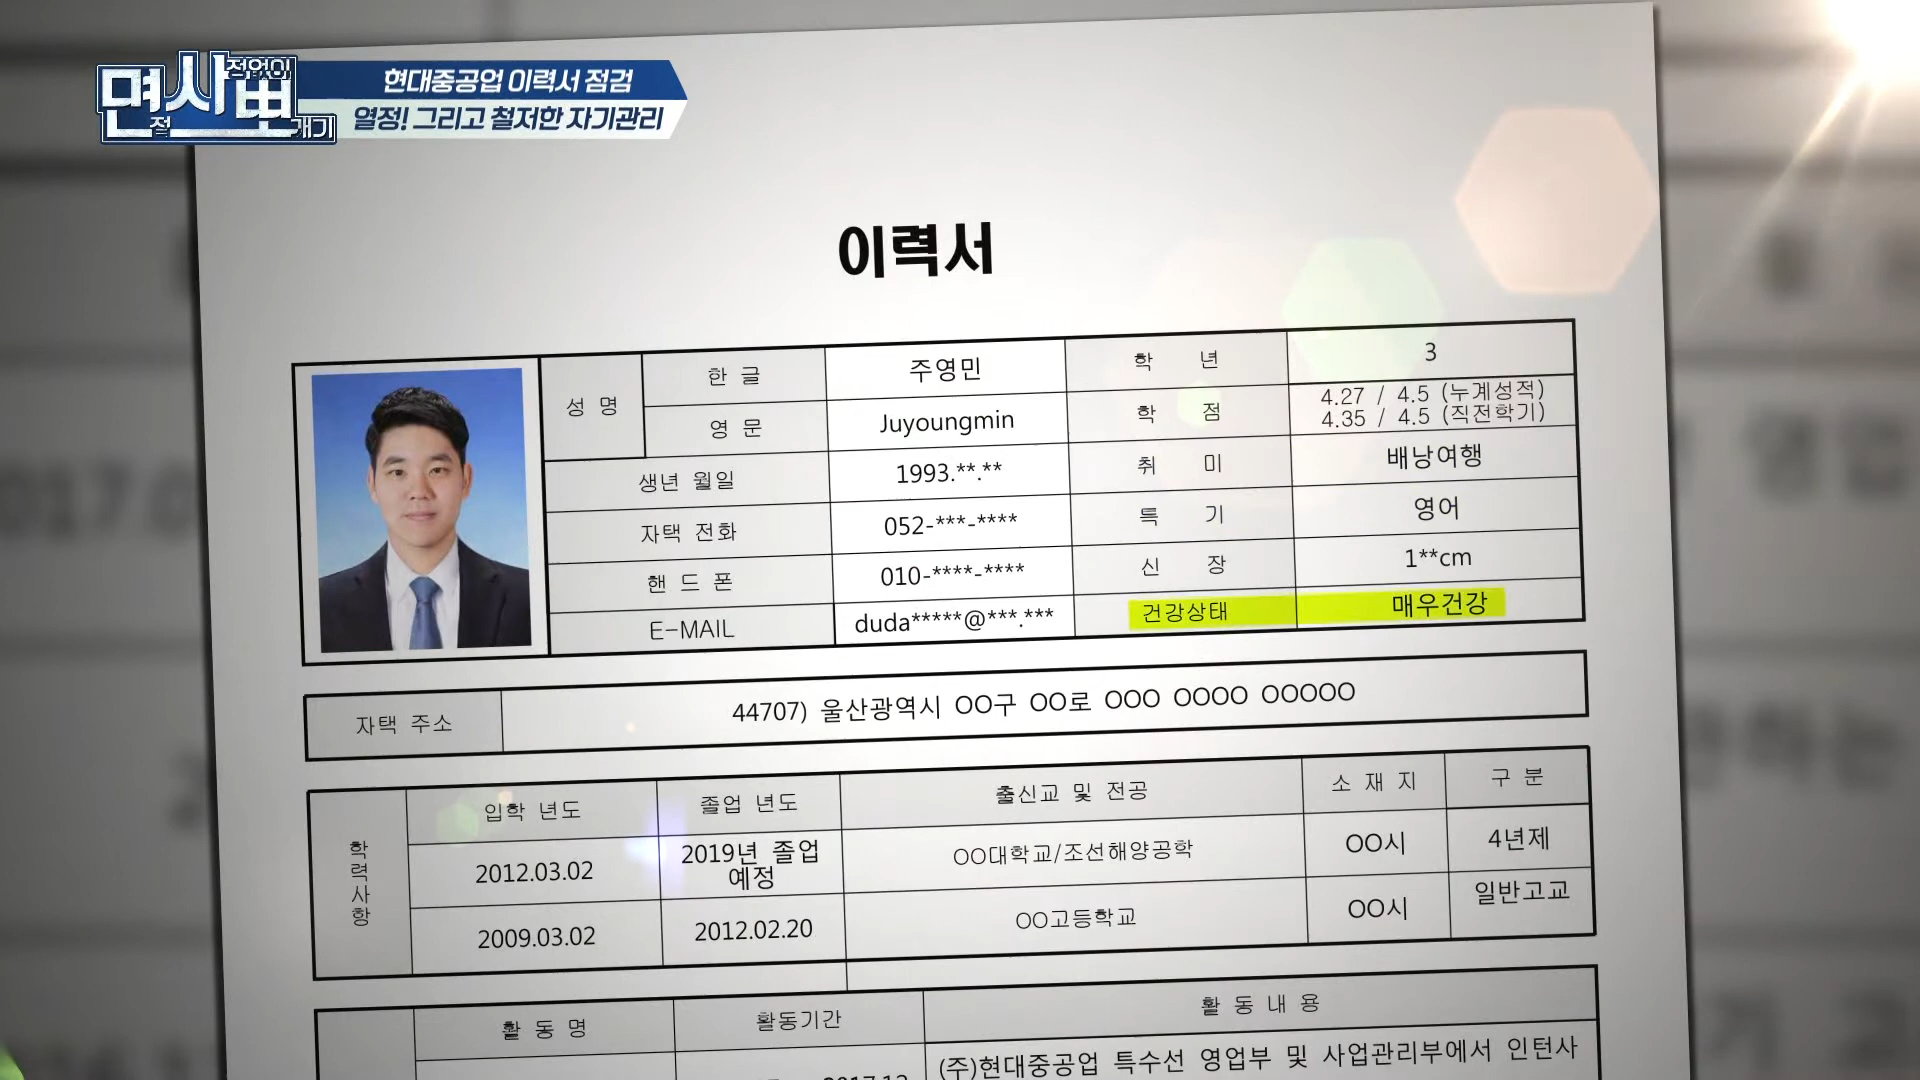 면접 사정없이 뽀개기
현대중공업 이력서 점검
열정! 그리고 철저한 자기관리
이력서
성 명 한 글 주영민 학 년 3
영 문 Juyoungmin 학 점 4.27 / 4.5 (누계성적)
4.35 / 4.5 (직전학기)
생년 월일 1993.**.** 취 미 배낭여행
자택 전화 052-***-**** 특 기 영어
핸 드 폰 010-****-**** 신 장 1**cm
E-MAIL duda*****@***.*** 건강상태 매우건강
자택 주소 44707) 울산광역시 OO구 OO로 OOO OOOO OOOOO
학력사항 입학 년도 졸업 년도 출신교 및 전공 소 재 지 구 분
2012.03.02 2019년 졸업 예정 OO대학교/조선해양공학 OO시 4년제
2009.03.02 2012.02.20 OO고등학교 OO시 일반고교
활 동 명 활동기간 활 동 내 용
(주)현대중공업 특수선 영업부 및 사업관리부에서 인턴사